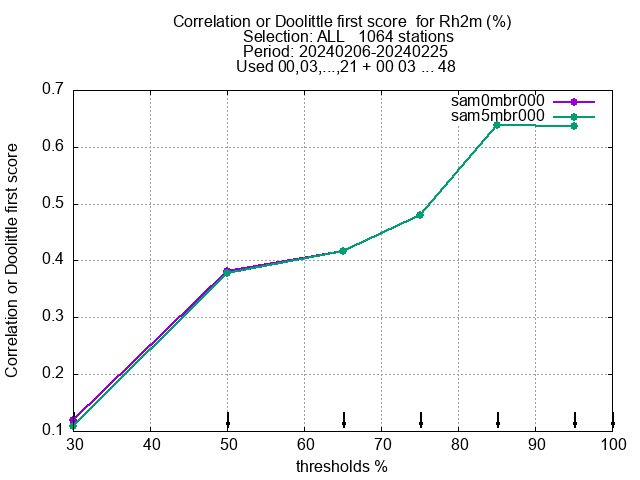 Correlation or Doolittle first score  for Rh2m (%)
Selection: ALL   1064 stations
Period: 20240206-20240225
Used 00,03,...,21 + 00 03 ... 48
sam0mbr000
sam5mbr000
Correlation or Doolittle first score
0.7
0.6
0.5
0.4
0.3
0.2
0.1
30 40 50 60 70 80 90 100
thresholds %